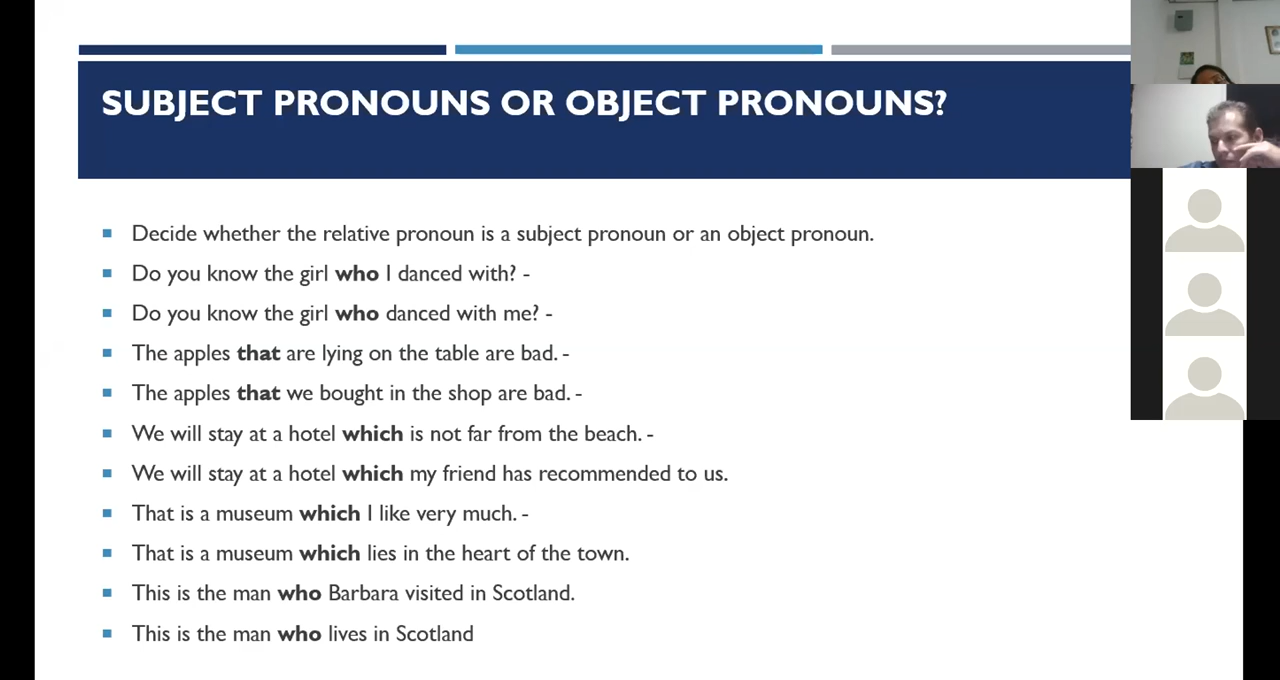 SUBJECT PRONOUNS OR OBJECT PRONOUNS?
Decide whether the relative pronoun is a subject pronoun or an object pronoun.
Do you know the girl who I danced with? -
Do you know the girl who danced with me? -
The apples that are lying on the table are bad. -
The apples that we bought in the shop are bad. -
We will stay at a hotel which is not far from the beach. -
We will stay at a hotel which my friend has recommended to us.
That is a museum which I like very much. -
That is a museum which lies in the heart of the town.
This is the man who Barbara visited in Scotland.
This is the man who lives in Scotland